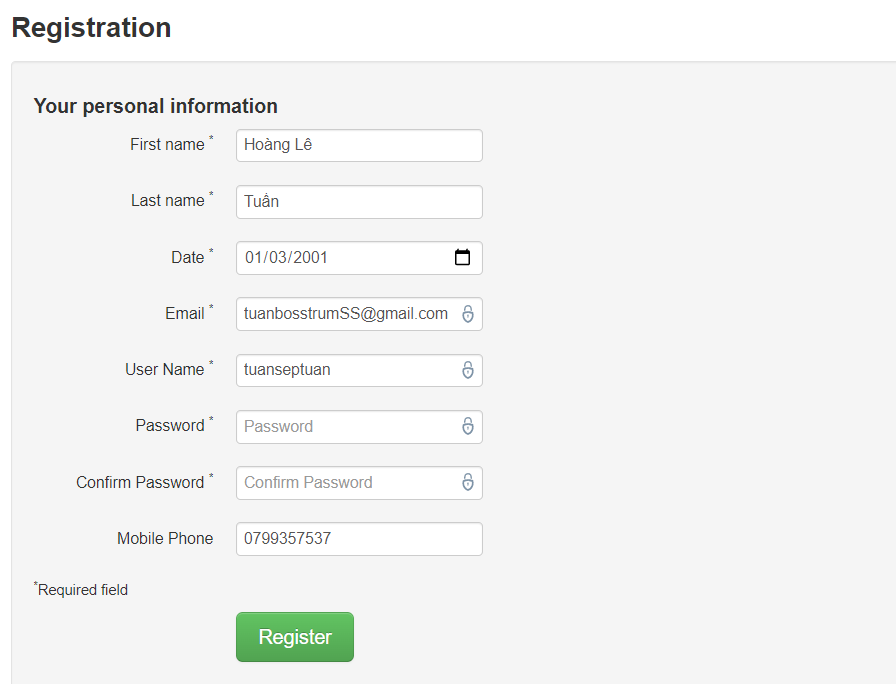 Registration
Your personal information
First name * Hoàng Lê
Last name * Tuấn
Date * 01/03/2001
Email * tuanbosstrumSS@gmail.com
User Name * tuanseptuan
Password * Password
Confirm Password * Confirm Password
Mobile Phone 0799357537
*Required field
Register